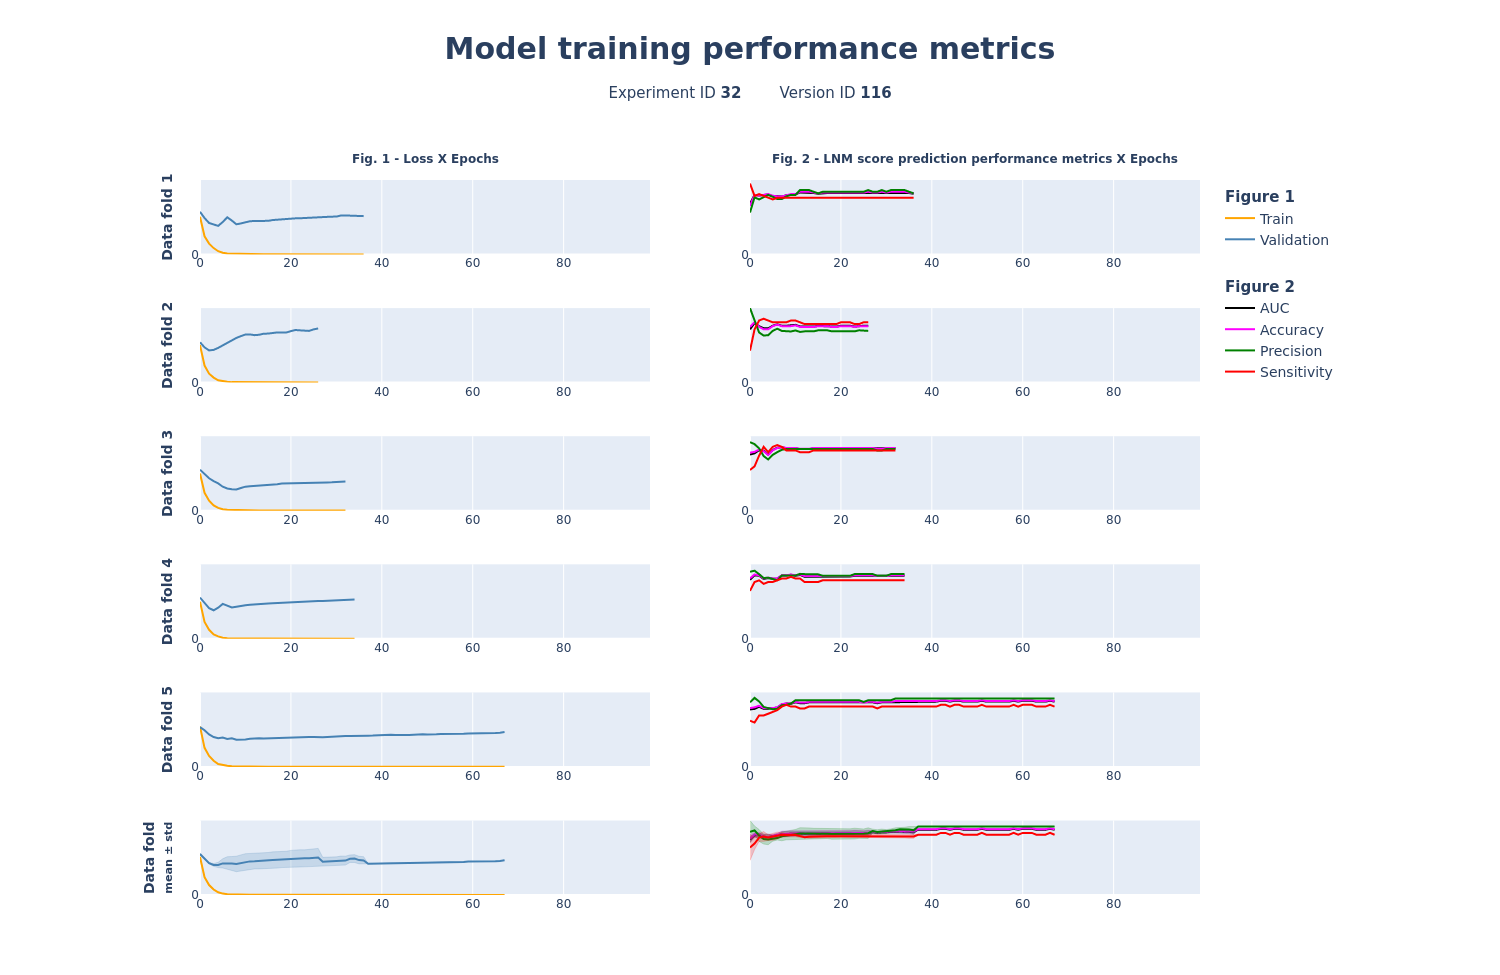 Model training performance metrics
Experiment ID 32 Version ID 116
Fig. 1 - Loss X Epochs
Fig. 2 - LNM score prediction performance metrics X Epochs
Data fold 1
0
0 20 40 60 80
0
0 20 40 60 80
Figure 1
Train
Validation
Figure 2
AUC
Accuracy
Precision
Sensitivity
Data fold 2
0
0 20 40 60 80
0
0 20 40 60 80
Data fold 3
0
0 20 40 60 80
0
0 20 40 60 80
Data fold 4
0
0 20 40 60 80
0
0 20 40 60 80
Data fold 5
0
0 20 40 60 80
0
0 20 40 60 80
Data fold
mean ± std
0
0 20 40 60 80
0
0 20 40 60 80